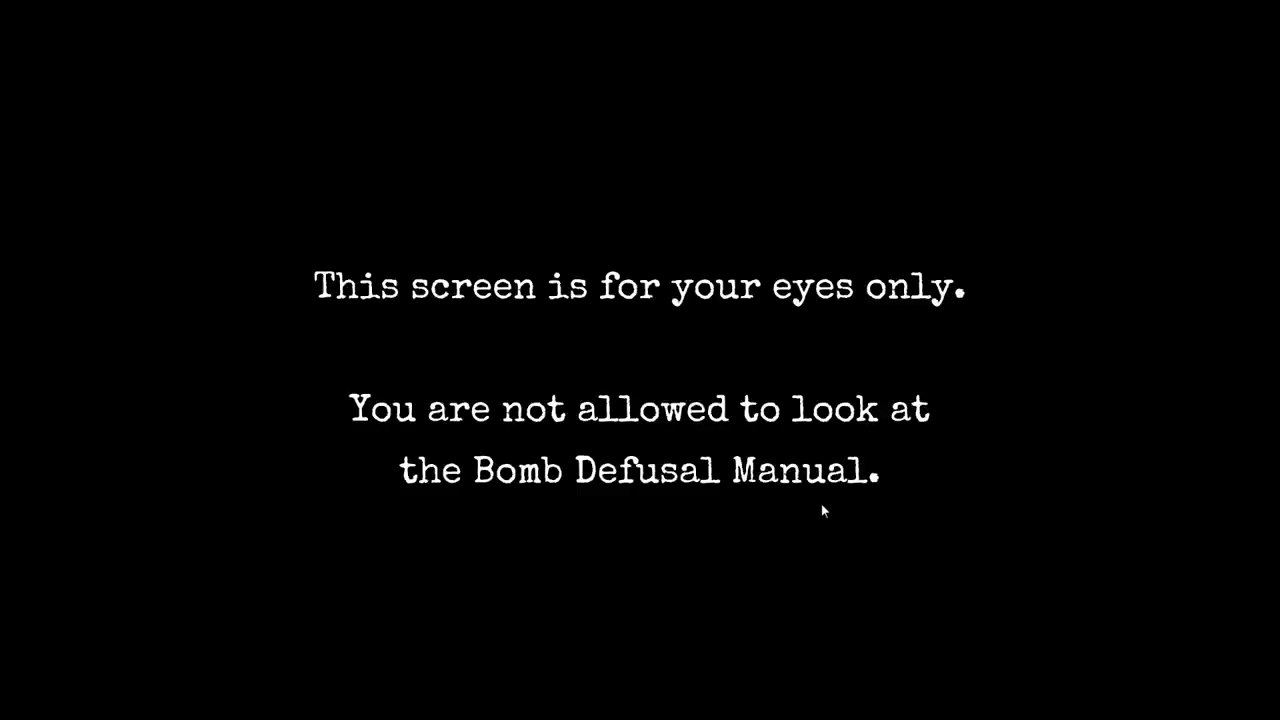 This screen is for your eyes only.
You are not allowed to look at
the Bomb Defusal Manual.